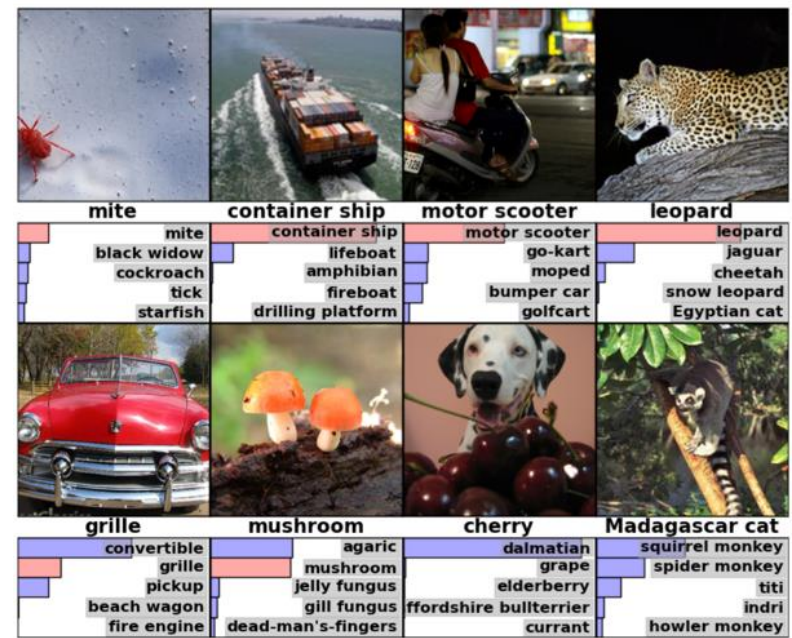 mite
container ship
motor scooter
leopard
mite
black widow
cockroach
tick
starfish
container ship
lifeboat
amphibian
fireboat
drilling platform
motor scooter
go-kart
moped
bumper car
golfcart
leopard
jaguar
cheetah
snow leopard
Egyptian cat
grille
mushroom
cherry
Madagascar cat
convertible
grille
pickup
beach wagon
fire engine
agaric
mushroom
jelly fungus
gill fungus
dead-man's-fingers
dalmatian
grape
elderberry
ffordshire bullterrier
currant
squirrel monkey
spider monkey
titi
indri
howler monkey